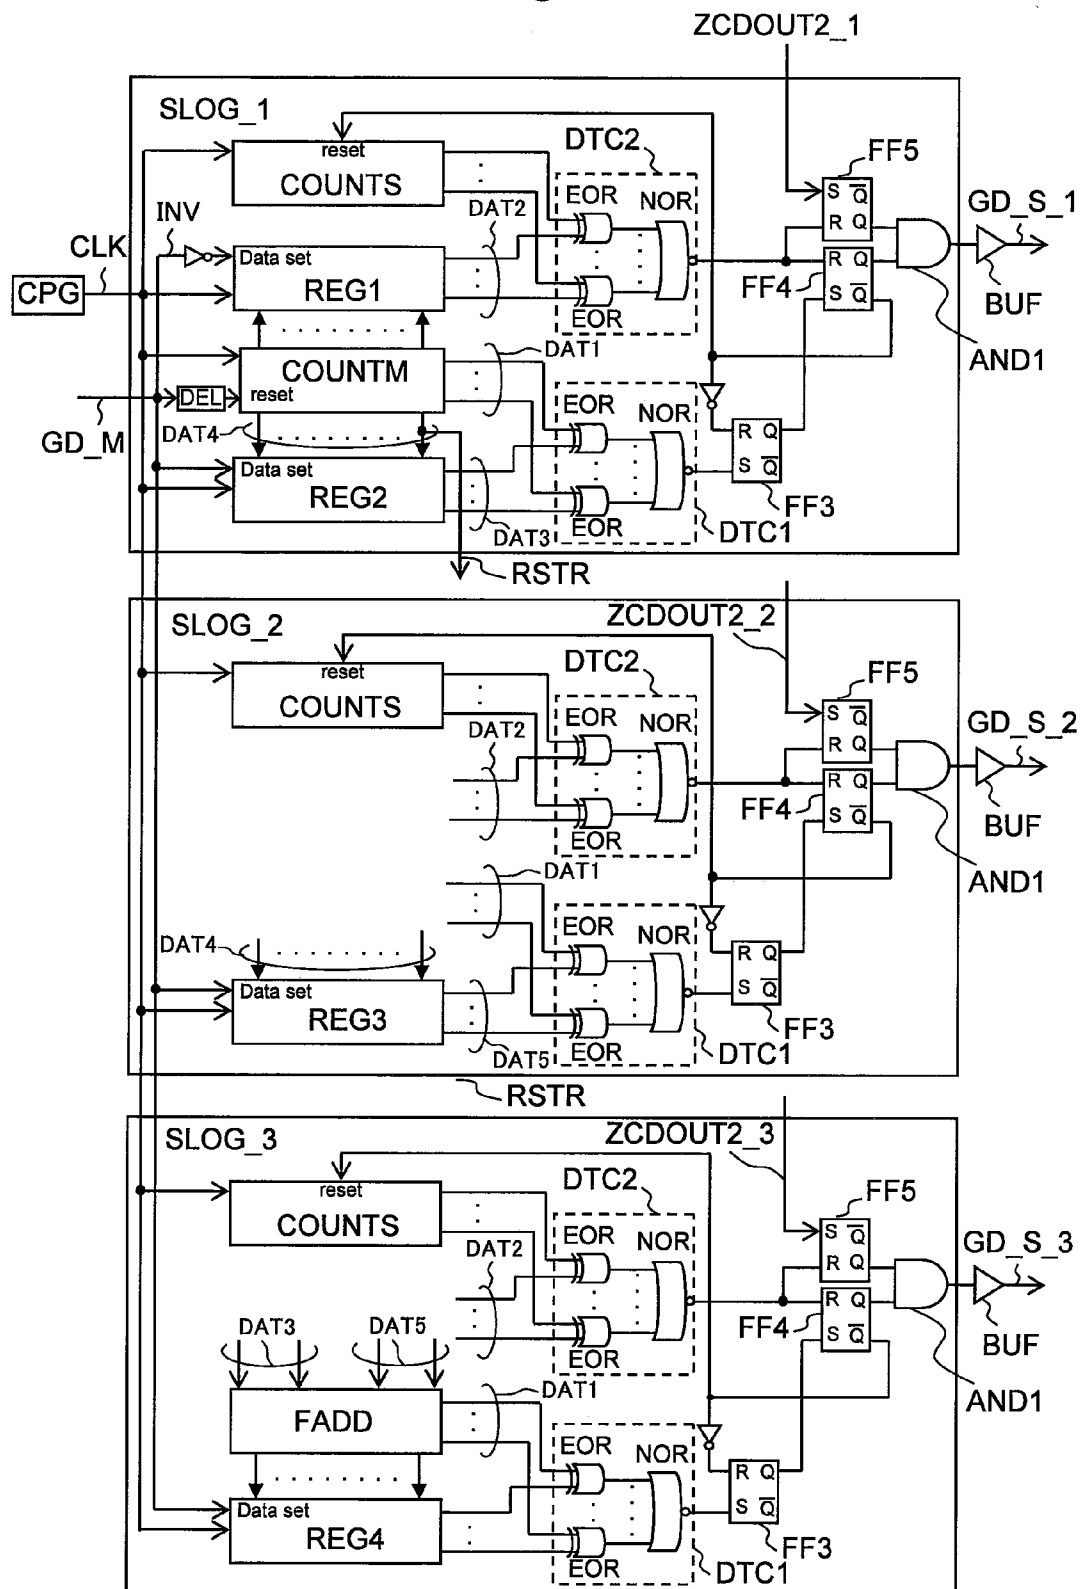 ZCDOUT2_1
SLOG_1
reset
COUNTS
DTC2
EOR
NOR
EOR
DAT2
INV
CLK
CPG
Data set
REG1
S Q
R Q
FF5
R Q
S Q
FF4
GD_S_1
BUF
AND1
COUNTM
reset
DEL
GD_M
DAT1
DAT4
Data set
REG2
DAT3
EOR
NOR
EOR
DTC1
R Q
S Q
FF3
RSTR
ZCDOUT2_2
SLOG_2
reset
COUNTS
DTC2
EOR
NOR
EOR
DAT2
S Q
R Q
FF5
R Q
S Q
FF4
GD_S_2
BUF
AND1
DAT1
DAT4
Data set
REG3
DAT5
EOR
NOR
EOR
DTC1
R Q
S Q
FF3
RSTR
ZCDOUT2_3
SLOG_3
reset
COUNTS
DTC2
EOR
NOR
EOR
DAT2
S Q
R Q
FF5
R Q
S Q
FF4
GD_S_3
BUF
AND1
DAT3
DAT5
FADD
DAT1
Data set
REG4
EOR
NOR
EOR
DTC1
R Q
S Q
FF3